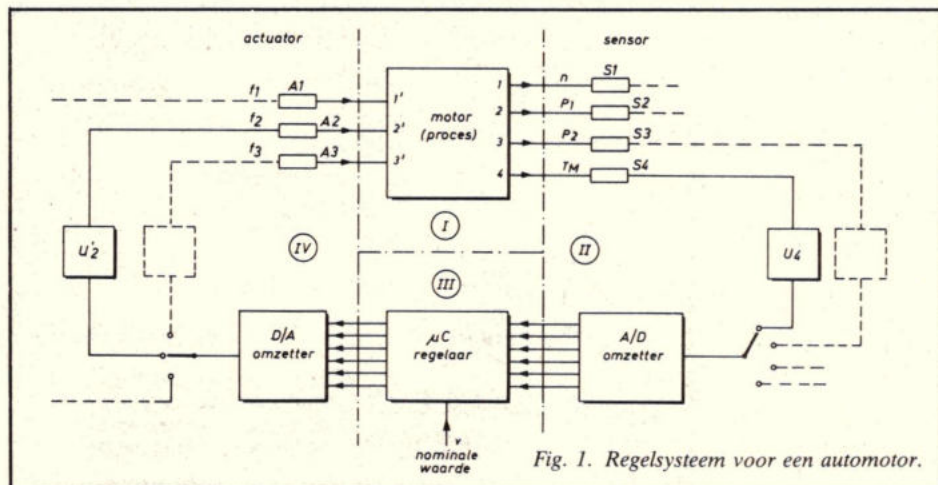 actuator
sensor
f1 A1
1'
1
n
S1
f2 A2
2'
motor
(proces)
2
P1
S2
f3 A3
3'
3
P2
S3
4
TM
S4
I
II
III
IV
u'2
u4
D/A
omzetter
µC
regelaar
A/D
omzetter
v
nominale
waarde
Fig. 1. Regelsysteem voor een automotor.